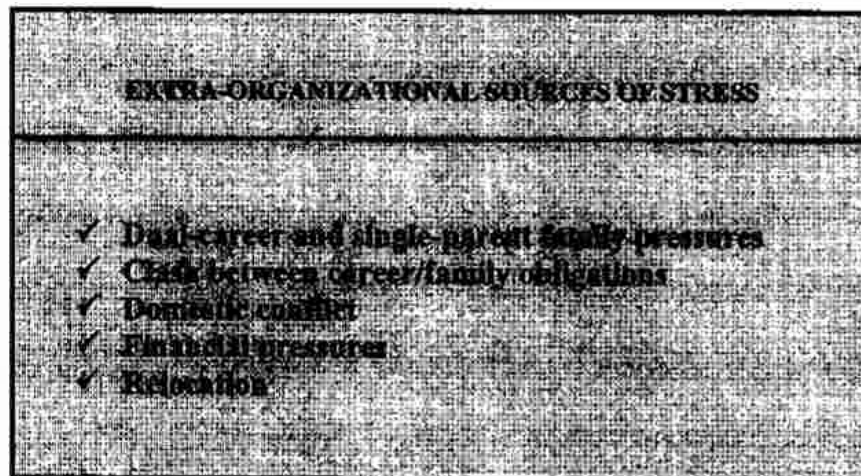 EXTRA-ORGANIZATIONAL SOURCES OF STRESS
✓ Dual-career and single-parent family pressures
✓ Clash between career/family obligations
✓ Domestic conflict
✓ Financial pressures
✓ Relocation